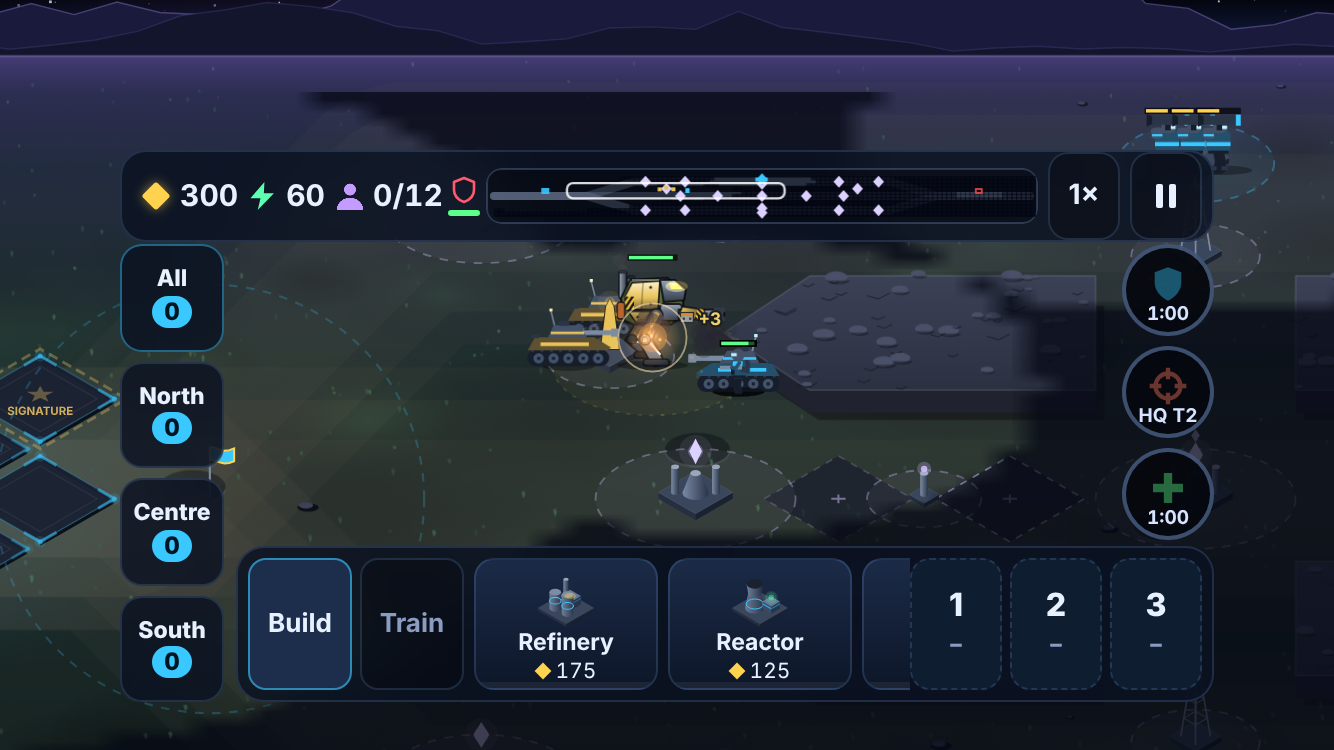 300 60 0/12 1×
All
0
North
0
Centre
0
South
0
SIGNATURE
+3
1:00
HQ T2
1:00
Build
Train
Refinery
175
Reactor
125
1
–
2
–
3
–